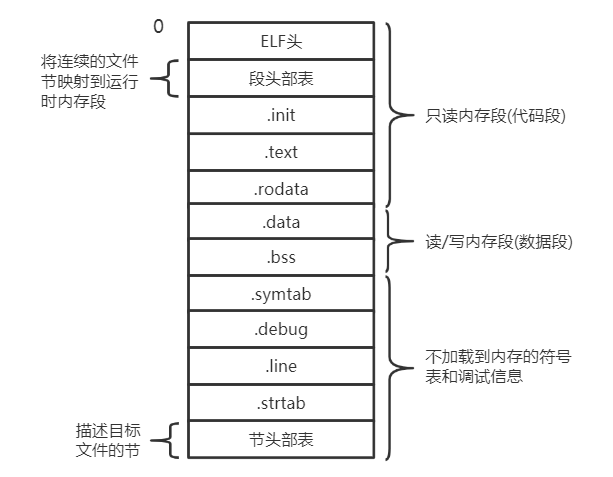 0
ELF头
将连续的文件
节映射到运行
时内存段
段头部表
.init
.text
.rodata
只读内存段(代码段)
.data
.bss
读/写内存段(数据段)
.symtab
.debug
.line
.strtab
不加载到内存的符号
表和调试信息
描述目标
文件的节
节头部表